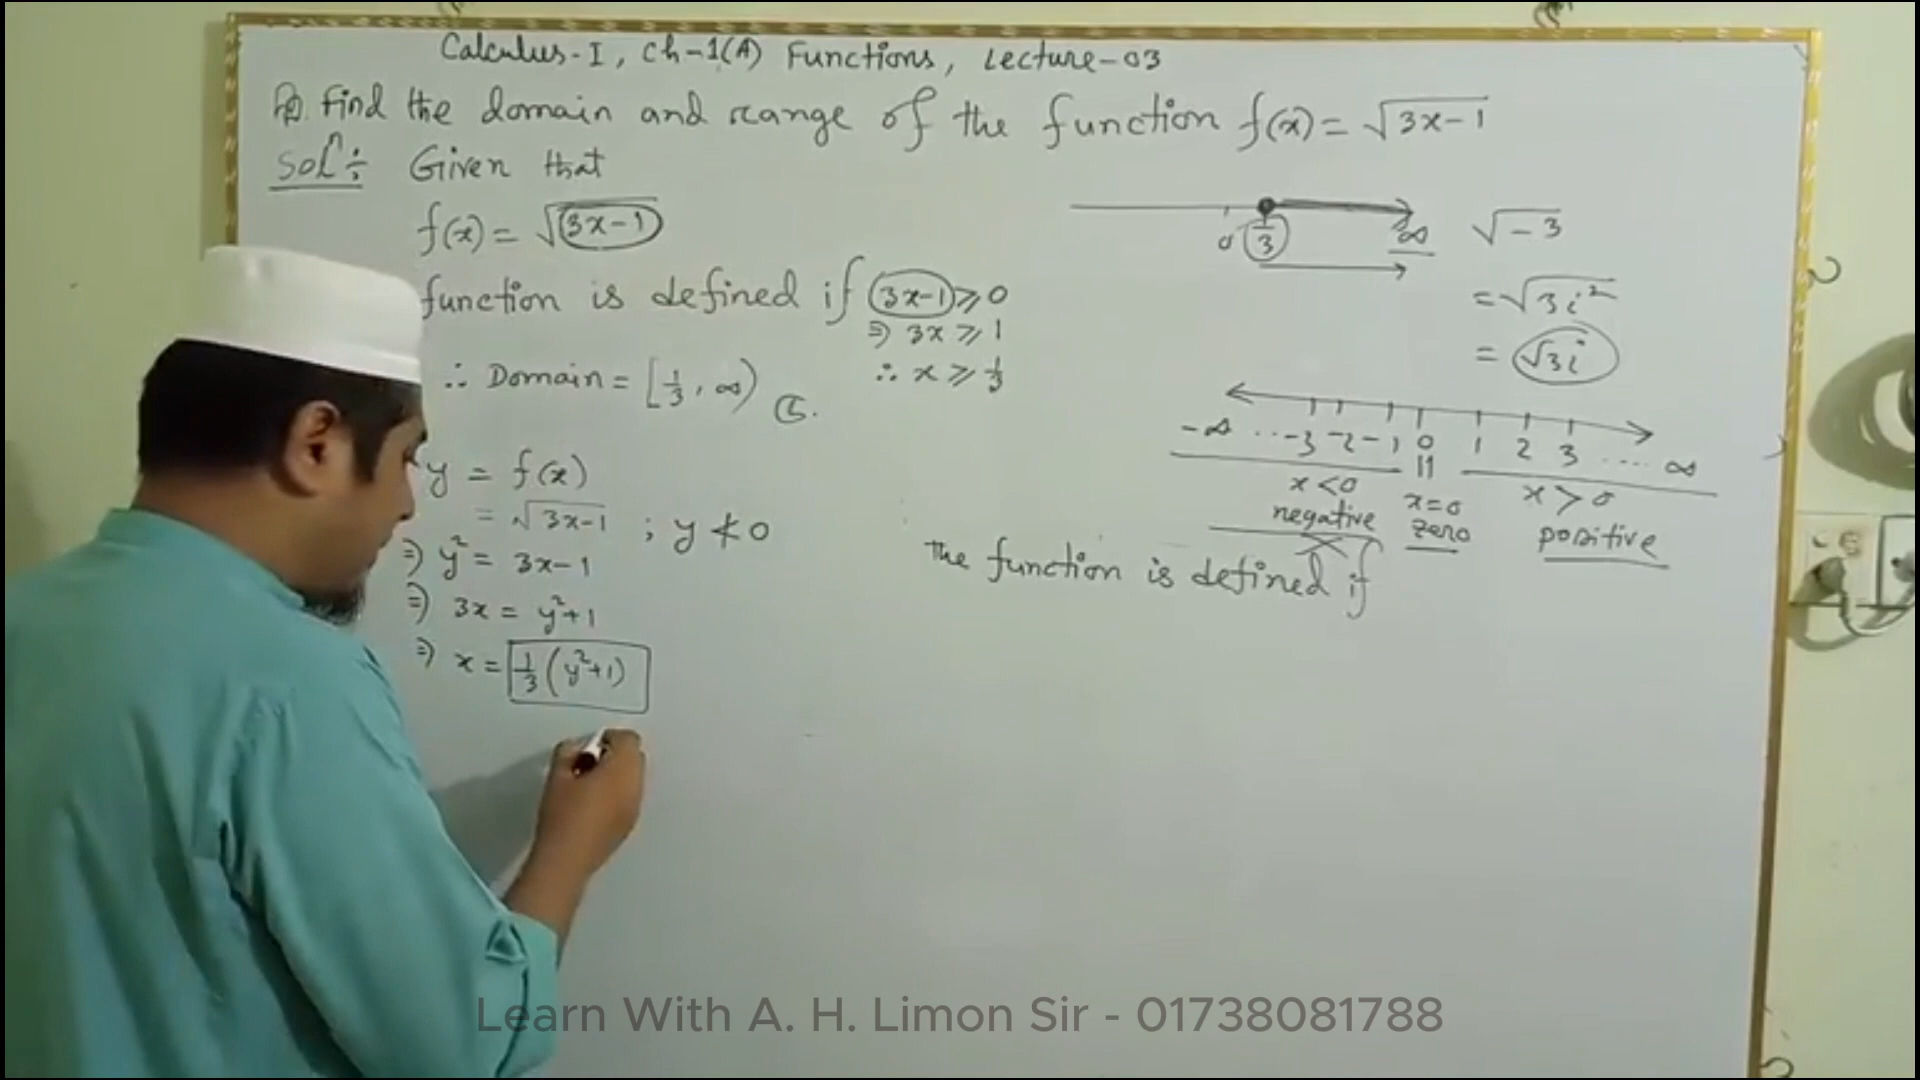 Calculus-I, Ch-1(A) Functions, Lecture-03
Find the domain and range of the function f(x) = √3x-1
Solⁿ: Given that
f(x) = √(3x-1)
function is defined if (3x-1) ≥ 0
⇒ 3x ≥ 1
∴ x ≥ 1/3
∴ Domain = [1/3, ∞)
y = f(x)
= √3x-1 ; y ≮ 0
⇒ y² = 3x-1
⇒ 3x = y²+1
⇒ x = 1/3 (y²+1)
0 1/3 ∞
√-3
= √3i²
= √3i
-∞ ...-3 -2 -1 0 1 2 3 .... ∞
x<0 x=0 x>0
negative zero positive
The function is defined if
Learn With A. H. Limon Sir - 01738081788